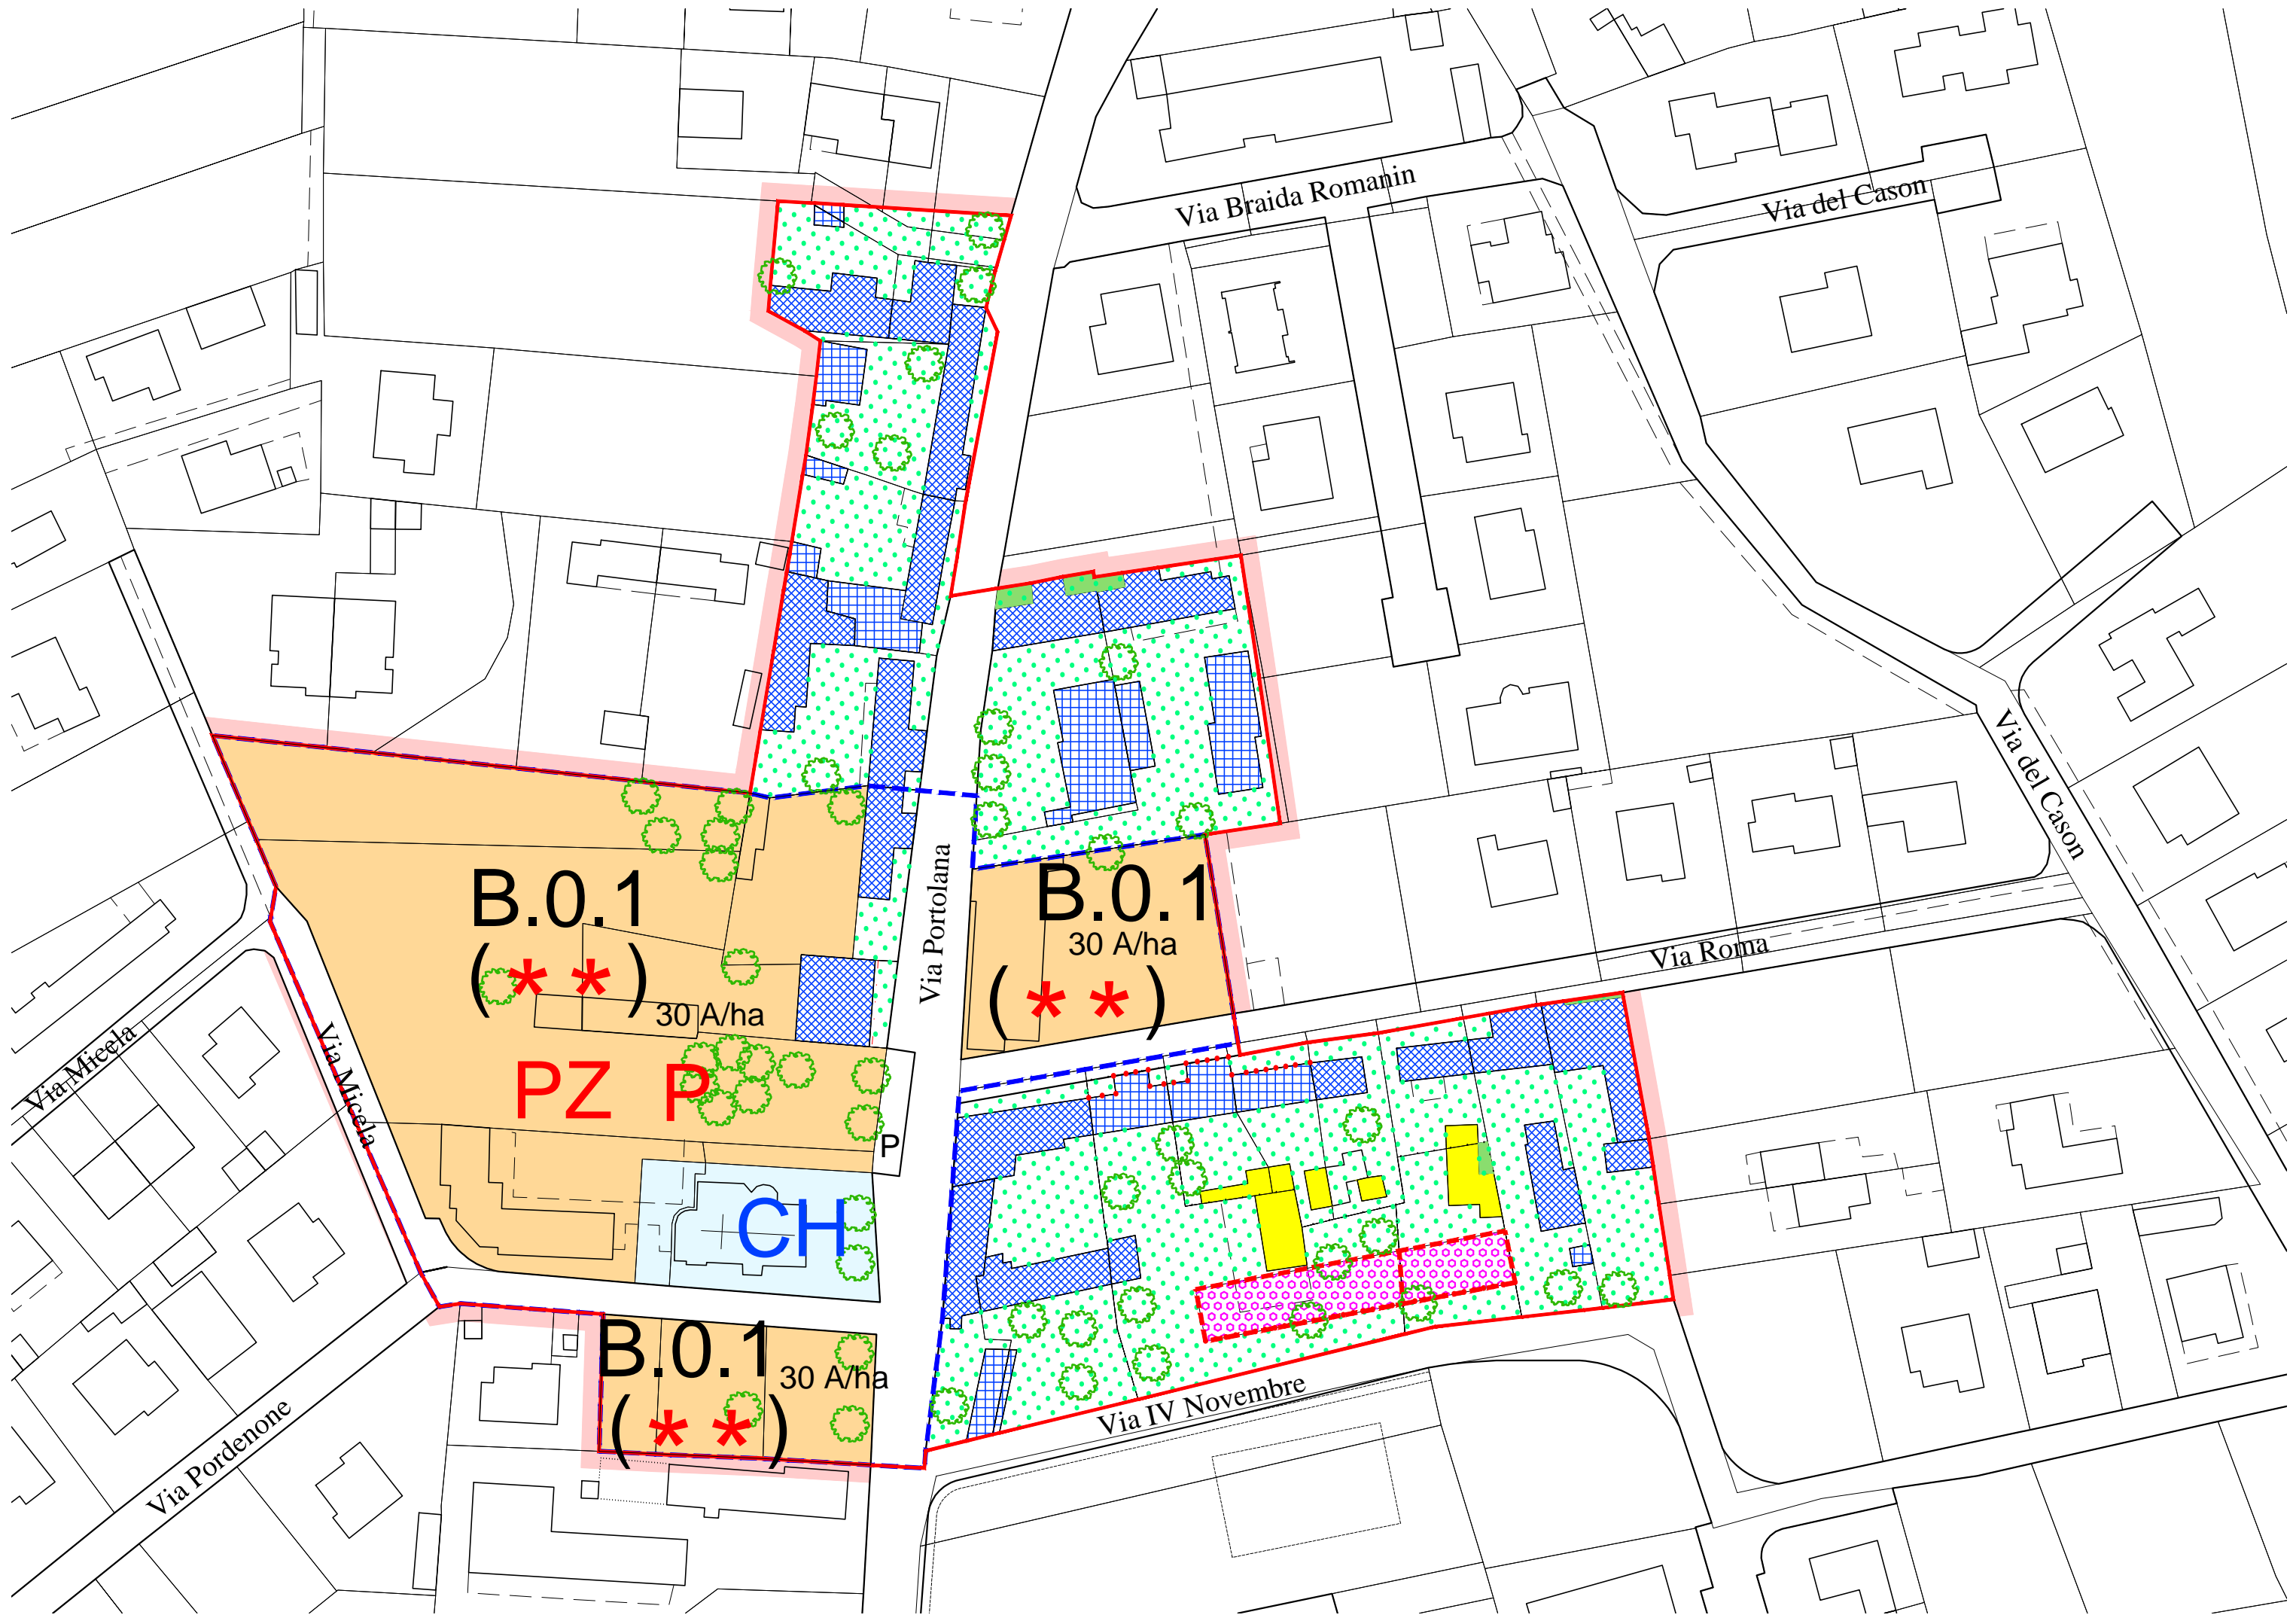 Via Braida Romanin
Via del Cason
Via del Cason
B.0.1
(* *)
30 A/ha
Via Portolana
B.0.1
30 A/ha
(* *)
Via Roma
Via Micela
Via Micela
PZ P
P
CH
B.0.1
30 A/ha
(* *)
Via IV Novembre
Via Pordenone